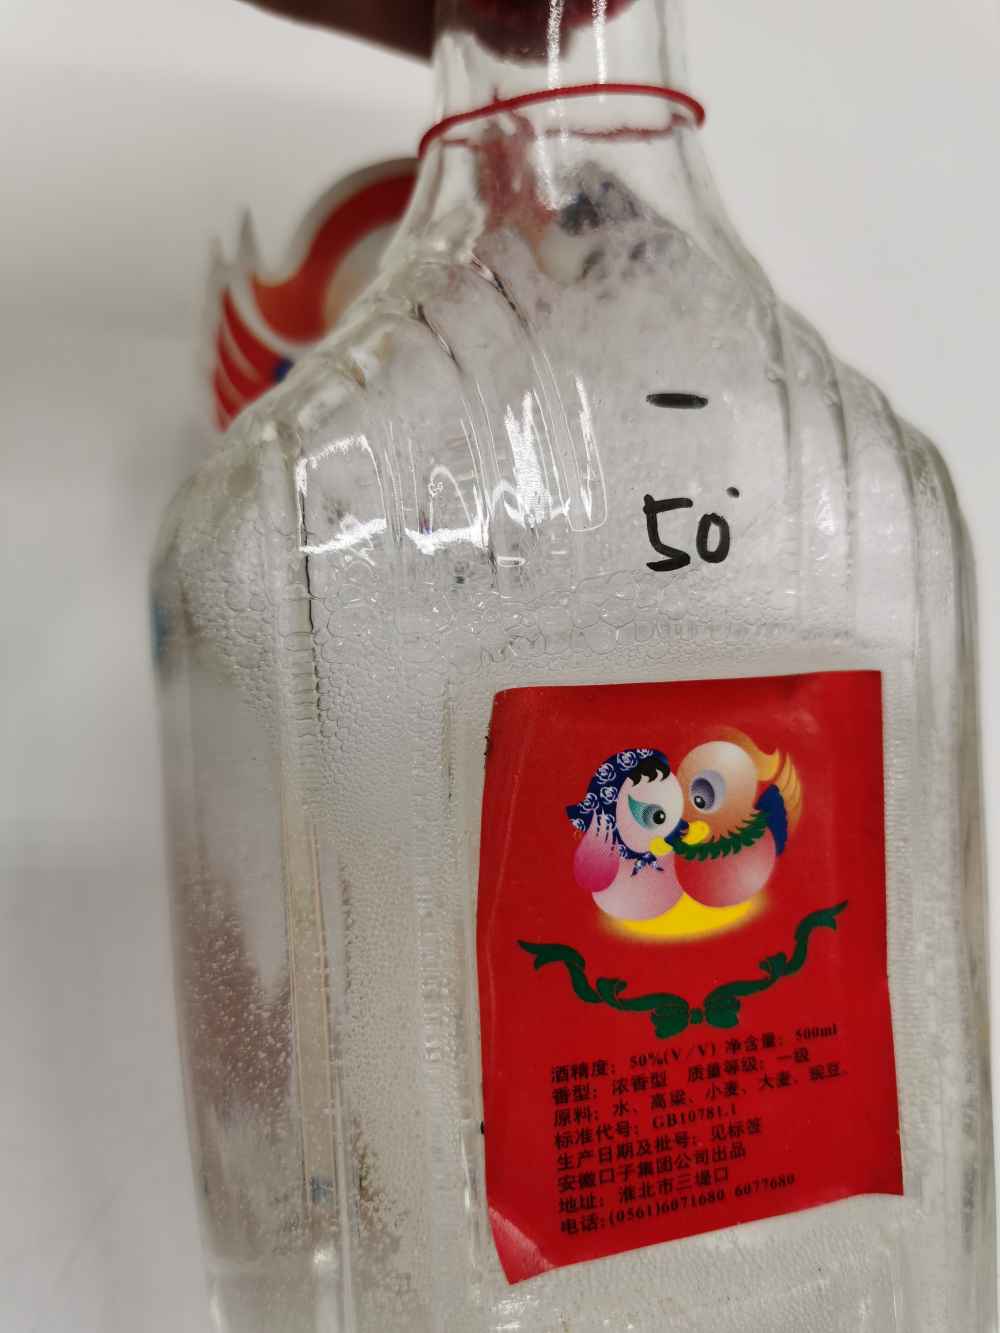 一
50°
酒精度：50%(V/V) 净含量：500ml
香型：浓香型 质量等级：一级
原料：水、高粱、小麦、大麦、豌豆。
标准代号：GB10781.1
生产日期及批号：见标签
安徽口子集团公司出品
地址：淮北市三堤口
电话:(0561)6071680 6077680